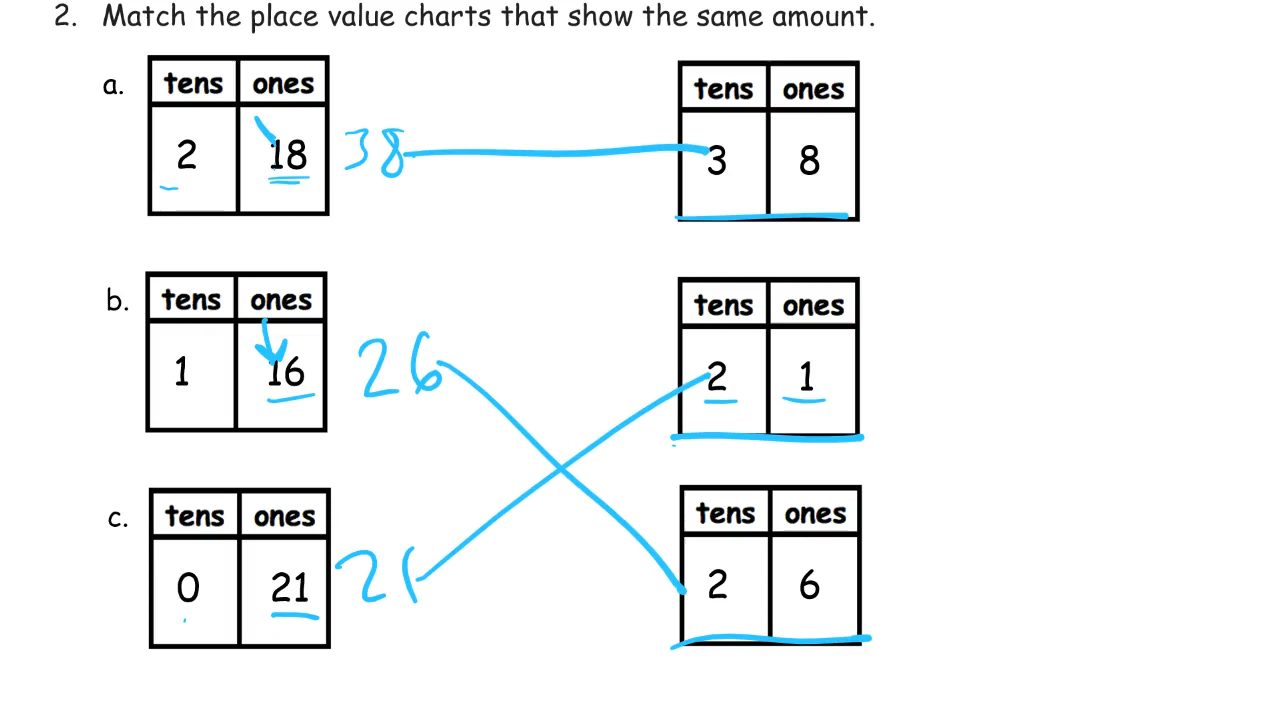 2. Match the place value charts that show the same amount.
a. tens ones tens ones
2 18 38 3 8
b. tens ones tens ones
1 16 26 2 1
c. tens ones tens ones
0 21 21 2 6